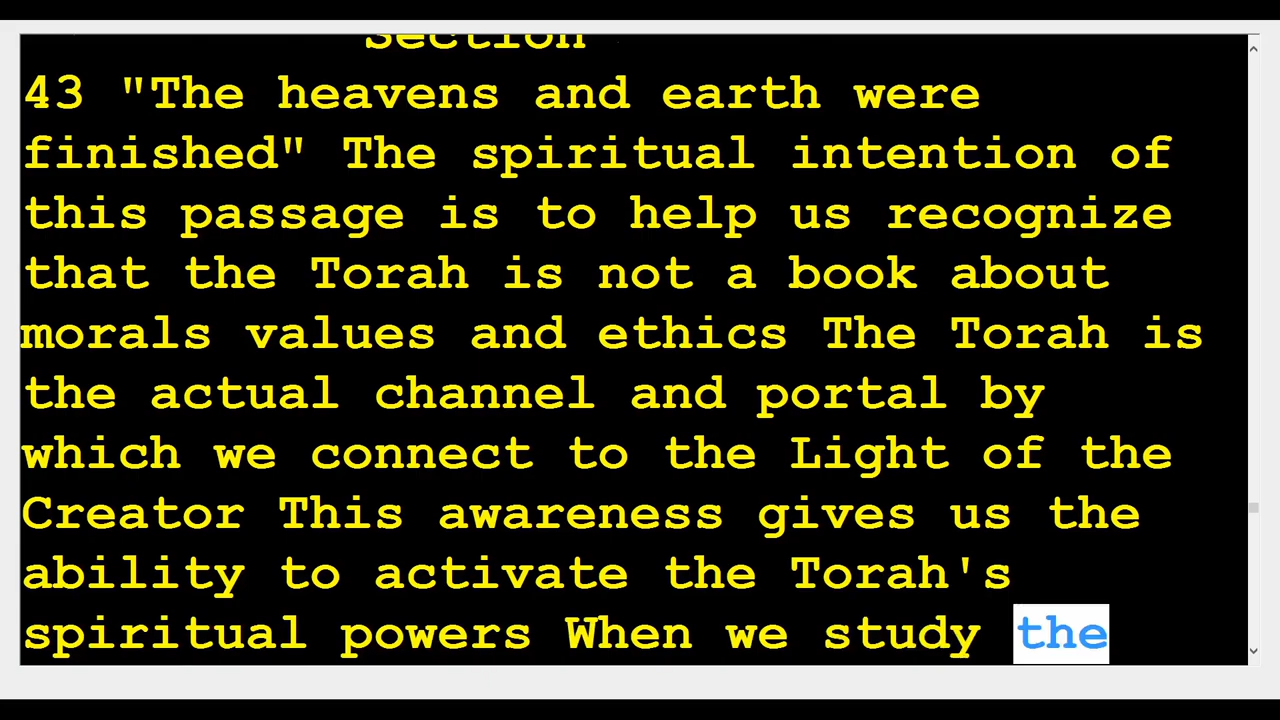 Section
43 "The heavens and earth were
finished" The spiritual intention of
this passage is to help us recognize
that the Torah is not a book about
morals values and ethics The Torah is
the actual channel and portal by
which we connect to the Light of the
Creator This awareness gives us the
ability to activate the Torah's
spiritual powers When we study the